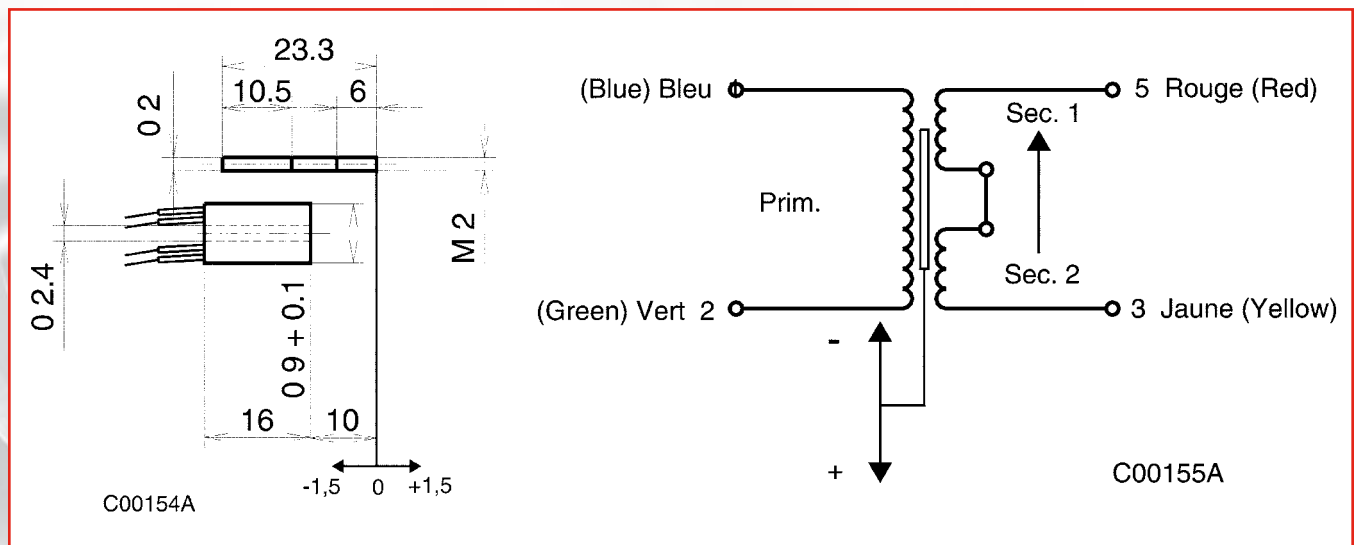 23.3
10.5 6
0 2
M 2
0 2.4
0 9 + 0.1
16 10
-1,5 0 +1,5
C00154A
(Blue) Bleu 1
5 Rouge (Red)
Sec. 1
Prim.
Sec. 2
(Green) Vert 2
3 Jaune (Yellow)
-
+
C00155A